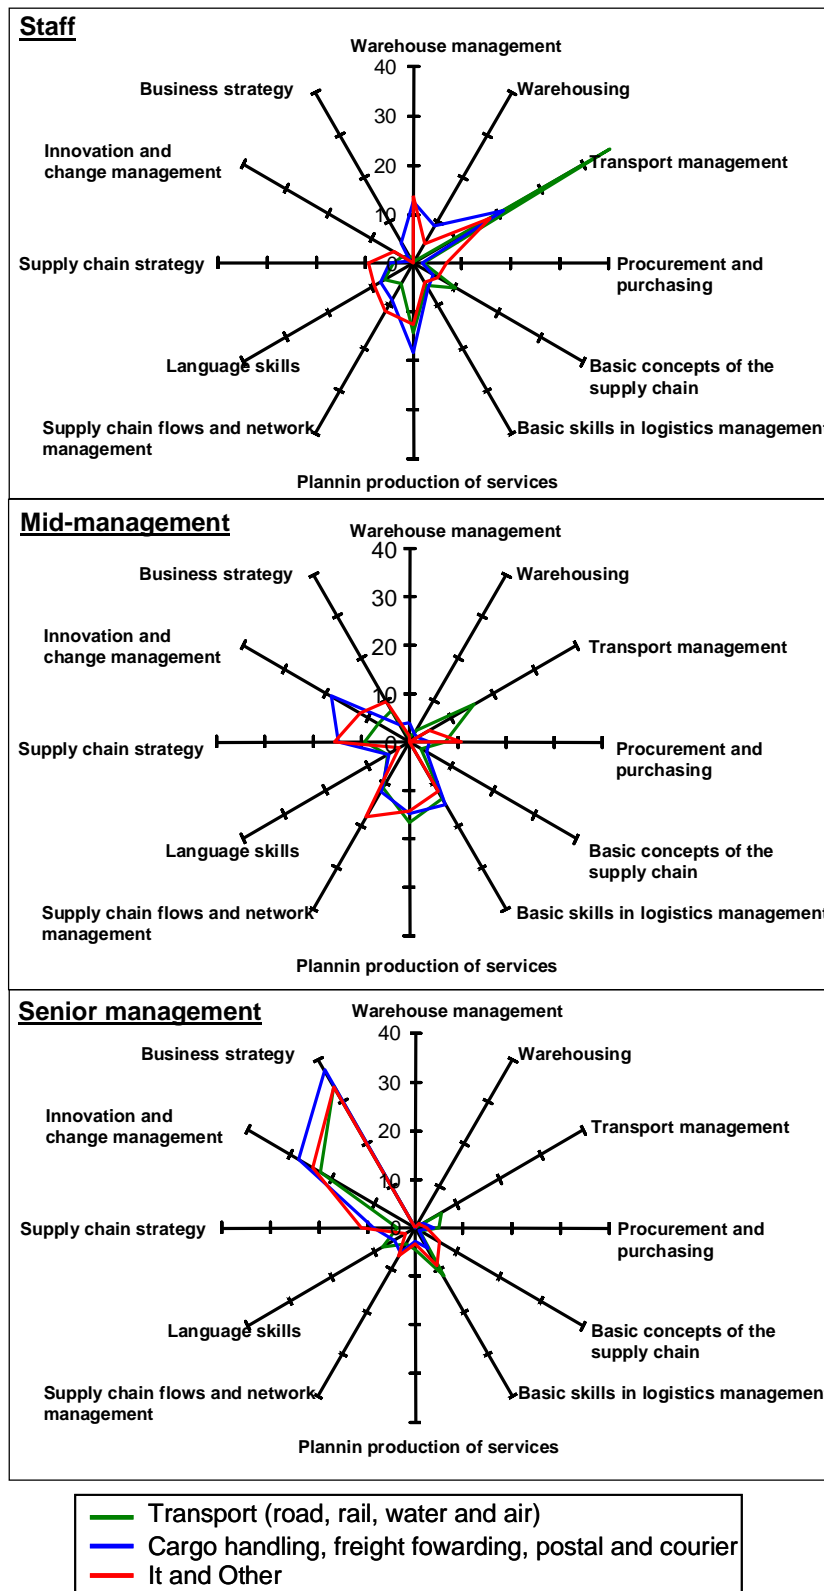 Staff
Warehouse management
40
Business strategy
Warehousing
30
Innovation and
change management
20
Transport management
10
Supply chain strategy
0
Procurement and
purchasing
Language skills
Basic concepts of the
supply chain
Supply chain flows and network
management
Basic skills in logistics management
Plannin production of services
Mid-management
Warehouse management
40
Business strategy
Warehousing
30
Innovation and
change management
20
Transport management
10
Supply chain strategy
0
Procurement and
purchasing
Language skills
Basic concepts of the
supply chain
Supply chain flows and network
management
Basic skills in logistics management
Plannin production of services
Senior management
Warehouse management
40
Business strategy
Warehousing
30
Innovation and
change management
20
Transport management
10
Supply chain strategy
0
Procurement and
purchasing
Language skills
Basic concepts of the
supply chain
Supply chain flows and network
management
Basic skills in logistics management
Plannin production of services
Transport (road, rail, water and air)
Cargo handling, freight fowarding, postal and courier
It and Other